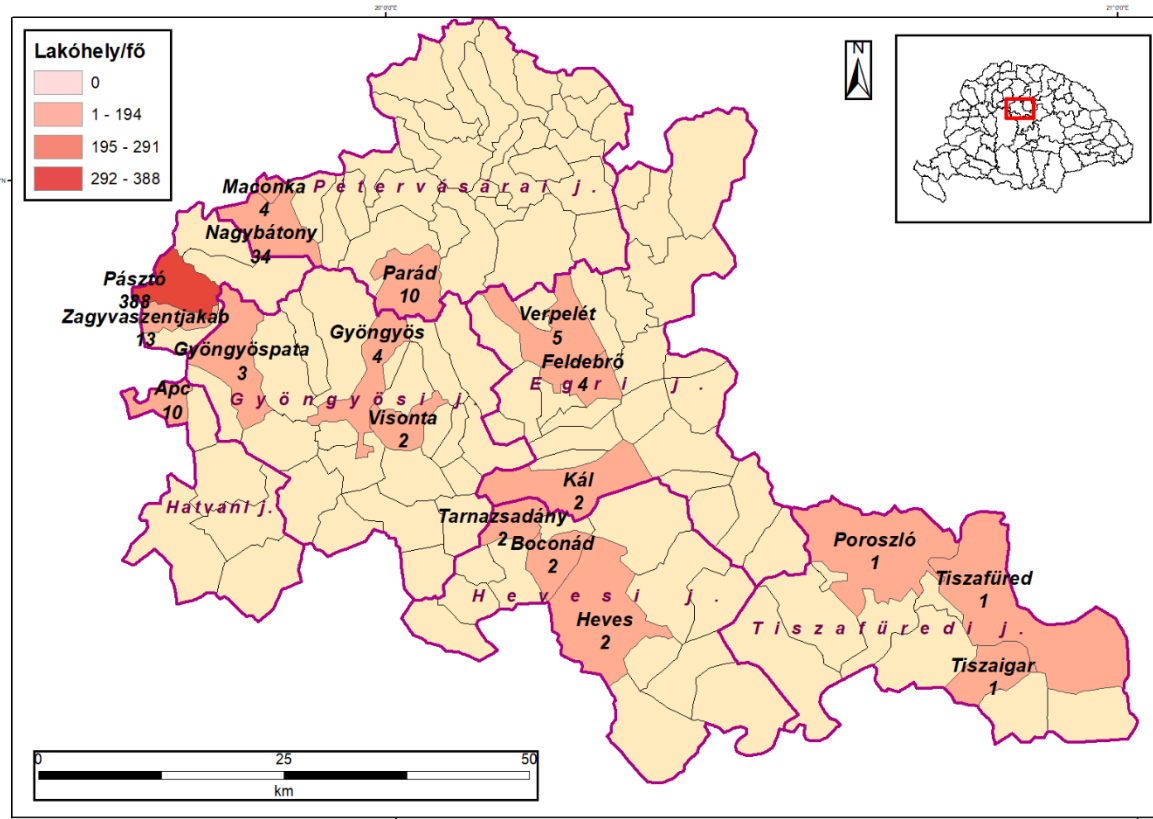 20°0'0"E
21°0'0"E
Lakóhely/fő
0
1 - 194
195 - 291
292 - 388
N
Maconka
4
Petervásárai j.
Nagybátony
34
Pásztó
388
Parád
10
Zagyvaszentjakab
13
Gyöngyöspata
3
Gyöngyös
4
Verpelét
5
Feldebrő
4
Egri j.
Apc
10
Gyöngyösi j.
Visonta
2
Kál
2
Hatvani j.
Tarnazsadány
2
Boconád
2
Poroszló
1
Tiszafüred
1
Hevesi j.
Heves
2
Tiszafüredi j.
Tiszaigar
1
0 25 50
km